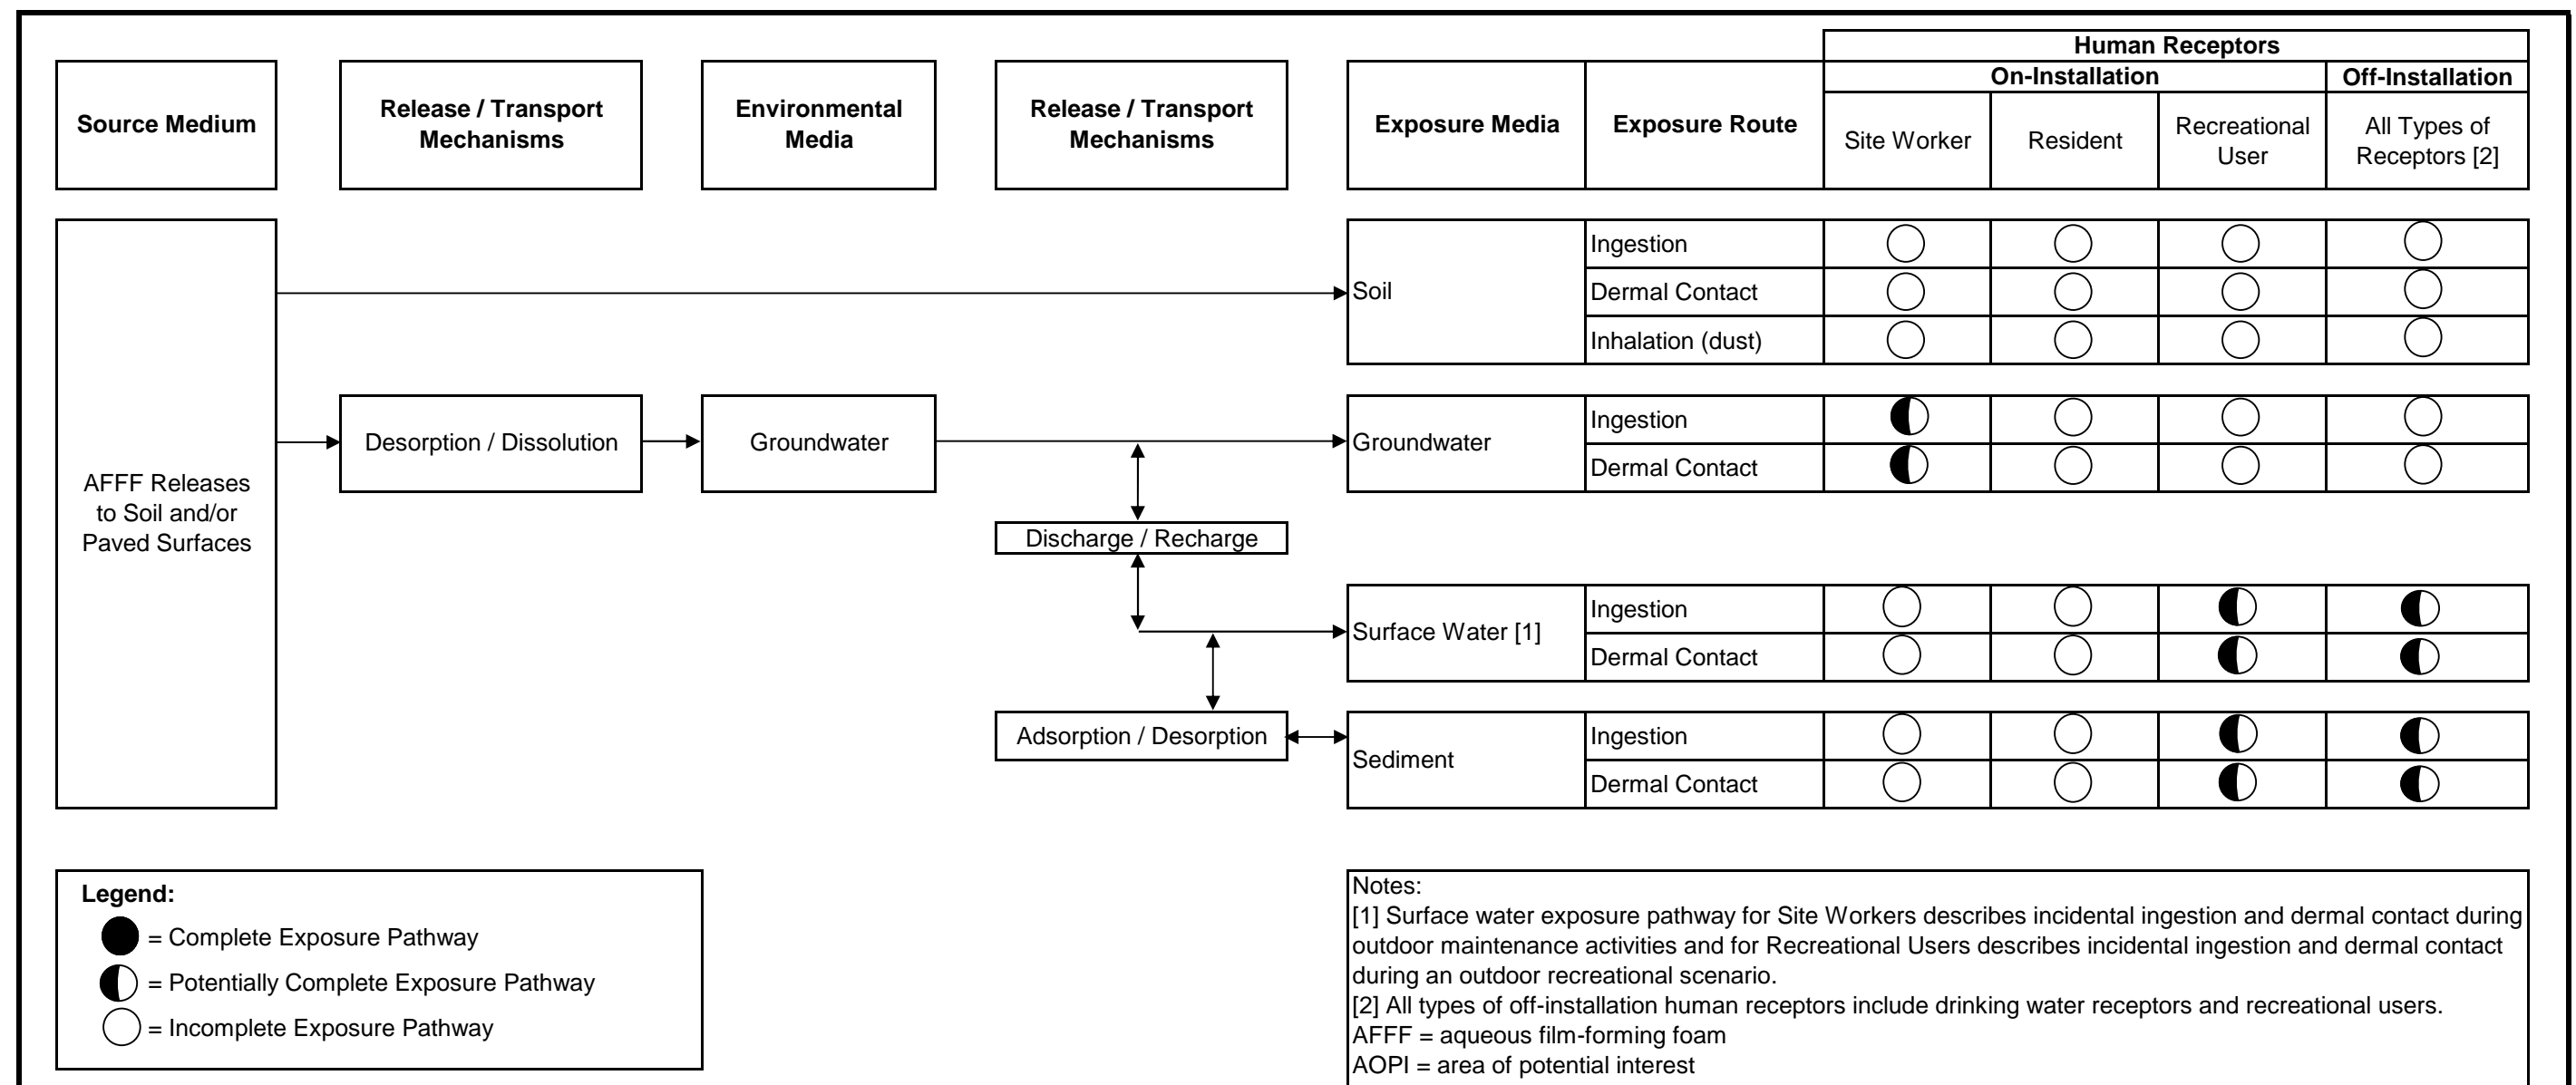 Human Receptors
On-Installation
Off-Installation
Source Medium
Release / Transport
Mechanisms
Environmental
Media
Release / Transport
Mechanisms
Exposure Media
Exposure Route
Site Worker
Resident
Recreational
User
All Types of
Receptors [2]
AFFF Releases
to Soil and/or
Paved Surfaces
Soil
Ingestion
Dermal Contact
Inhalation (dust)
Desorption / Dissolution
Groundwater
Groundwater
Ingestion
Dermal Contact
Discharge / Recharge
Surface Water [1]
Ingestion
Dermal Contact
Adsorption / Desorption
Sediment
Ingestion
Dermal Contact
Legend:
= Complete Exposure Pathway
= Potentially Complete Exposure Pathway
= Incomplete Exposure Pathway
Notes:
[1] Surface water exposure pathway for Site Workers describes incidental ingestion and dermal contact during
outdoor maintenance activities and for Recreational Users describes incidental ingestion and dermal contact
during an outdoor recreational scenario.
[2] All types of off-installation human receptors include drinking water receptors and recreational users.
AFFF = aqueous film-forming foam
AOPI = area of potential interest